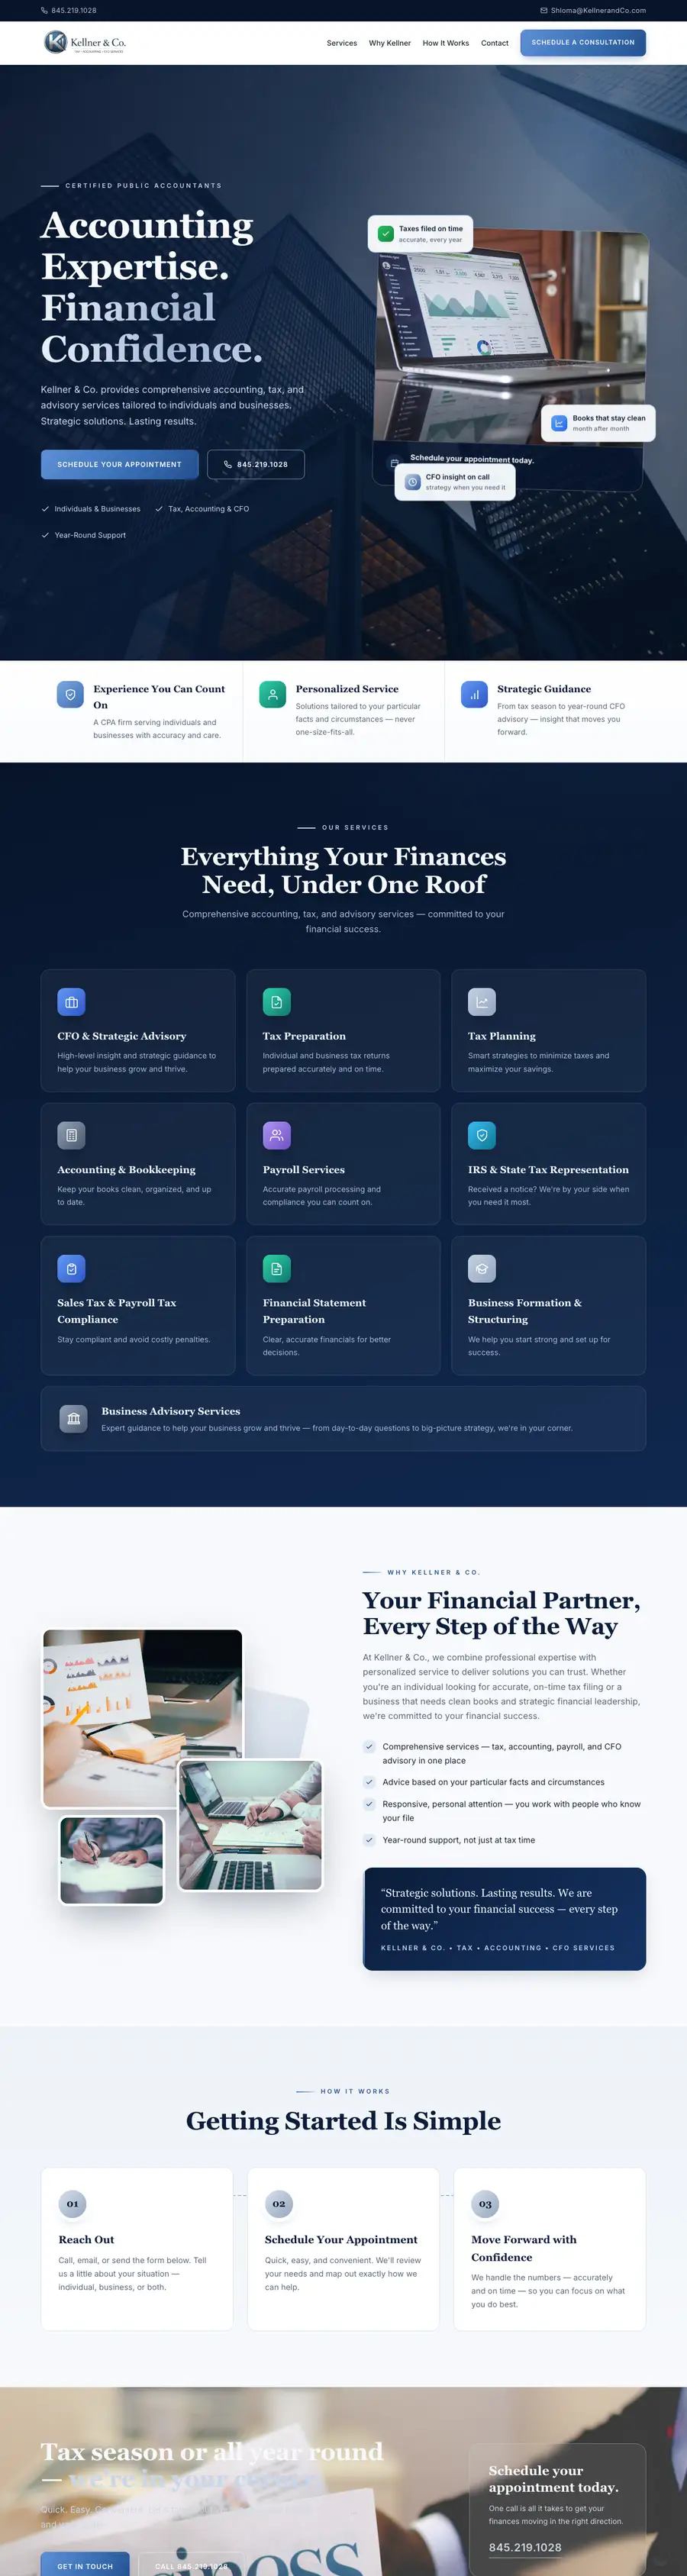 845.219.1028
Shloma@KellnerandCo.com
Kellner & Co.
TAX • ACCOUNTING • CFO SERVICES
Services
Why Kellner
How It Works
Contact
SCHEDULE A CONSULTATION
CERTIFIED PUBLIC ACCOUNTANTS
Accounting
Expertise.
Financial
Confidence.
Kellner & Co. provides comprehensive accounting, tax, and
advisory services tailored to individuals and businesses.
Strategic solutions. Lasting results.
SCHEDULE YOUR APPOINTMENT
845.219.1028
Individuals & Businesses
Tax, Accounting & CFO
Year-Round Support
Taxes filed on time
accurate, every year
Books that stay clean
month after month
Schedule your appointment today.
CFO insight on call
strategy when you need it
Experience You Can Count
On
A CPA firm serving individuals and
businesses with accuracy and care.
Personalized Service
Solutions tailored to your particular
facts and circumstances — never
one-size-fits-all.
Strategic Guidance
From tax season to year-round CFO
advisory — insight that moves you
forward.
OUR SERVICES
Everything Your Finances
Need, Under One Roof
Comprehensive accounting, tax, and advisory services — committed to your
financial success.
CFO & Strategic Advisory
High-level insight and strategic guidance to
help your business grow and thrive.
Tax Preparation
Individual and business tax returns
prepared accurately and on time.
Tax Planning
Smart strategies to minimize taxes and
maximize your savings.
Accounting & Bookkeeping
Keep your books clean, organized, and up
to date.
Payroll Services
Accurate payroll processing and
compliance you can count on.
IRS & State Tax Representation
Received a notice? We're by your side when
you need it most.
Sales Tax & Payroll Tax
Compliance
Stay compliant and avoid costly penalties.
Financial Statement
Preparation
Clear, accurate financials for better
decisions.
Business Formation &
Structuring
We help you start strong and set up for
success.
Business Advisory Services
Expert guidance to help your business grow and thrive — from day-to-day questions to big-picture strategy, we're in your corner.
WHY KELLNER & CO.
Your Financial Partner,
Every Step of the Way
At Kellner & Co., we combine professional expertise with
personalized service to deliver solutions you can trust. Whether
you're an individual looking for accurate, on-time tax filing or a
business that needs clean books and strategic financial leadership,
we're committed to your financial success.
Comprehensive services — tax, accounting, payroll, and CFO
advisory in one place
Advice based on your particular facts and circumstances
Responsive, personal attention — you work with people who know
your file
Year-round support, not just at tax time
“Strategic solutions. Lasting results. We are
committed to your financial success — every step
of the way.”
KELLNER & CO. • TAX • ACCOUNTING • CFO SERVICES
HOW IT WORKS
Getting Started Is Simple
01
Reach Out
Call, email, or send the form below. Tell
us a little about your situation —
individual, business, or both.
02
Schedule Your Appointment
Quick, easy, and convenient. We'll review
your needs and map out exactly how we
can help.
03
Move Forward with
Confidence
We handle the numbers — accurately
and on time — so you can focus on what
you do best.
Tax season or all year round
— we're in your
Quick. Easy.
GET IN TOUCH
CALL 845.219.1028
Schedule your
appointment today.
One call is all it takes to get your
finances moving in the right direction.
845.219.1028